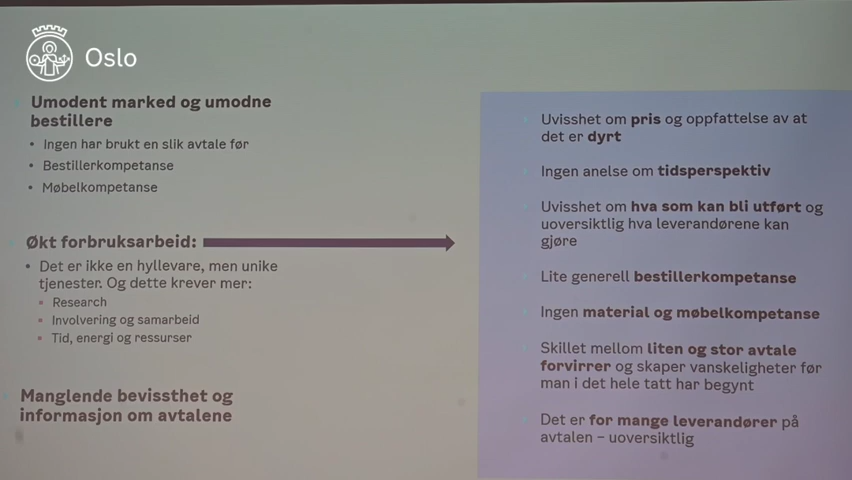 Oslo
Umodent marked og umodne
bestillere
• Ingen har brukt en slik avtale før
• Bestillerkompetanse
• Møbelkompetanse
Økt forbruksarbeid:
• Det er ikke en hyllevare, men unike
tjenester. Og dette krever mer:
• Research
• Involvering og samarbeid
• Tid, energi og ressurser
Manglende bevissthet og
informasjon om avtalene
Uvisshet om pris og oppfattelse av at
det er dyrt
Ingen anelse om tidsperspektiv
Uvisshet om hva som kan bli utført og
uoversiktlig hva leverandørene kan
gjøre
Lite generell bestillerkompetanse
Ingen material og møbelkompetanse
Skillet mellom liten og stor avtale
forvirrer og skaper vanskeligheter før
man i det hele tatt har begynt
Det er for mange leverandører på
avtalen – uoversiktlig